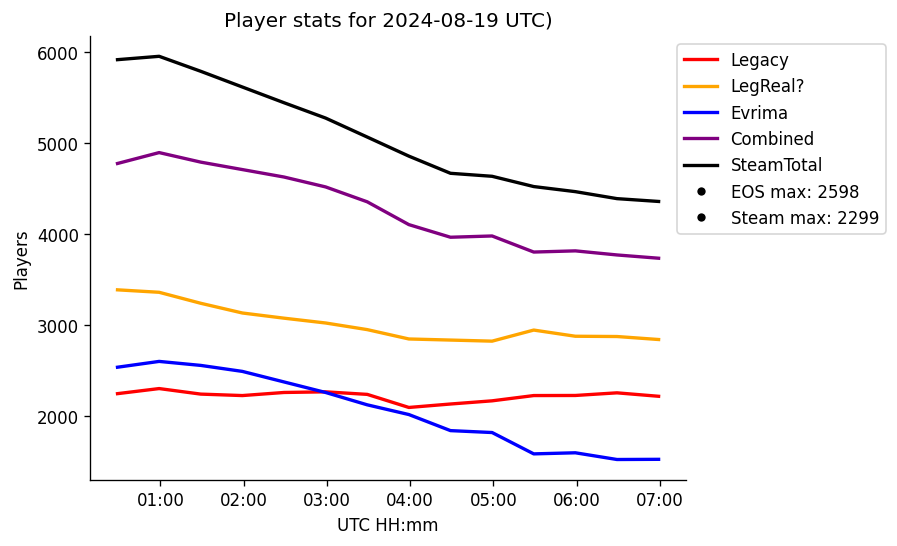 Player stats for 2024-08-19 UTC)
6000
5000
4000
3000
2000
Players
01:00 02:00 03:00 04:00 05:00 06:00 07:00
UTC HH:mm
Legacy
LegReal?
Evrima
Combined
SteamTotal
EOS max: 2598
Steam max: 2299